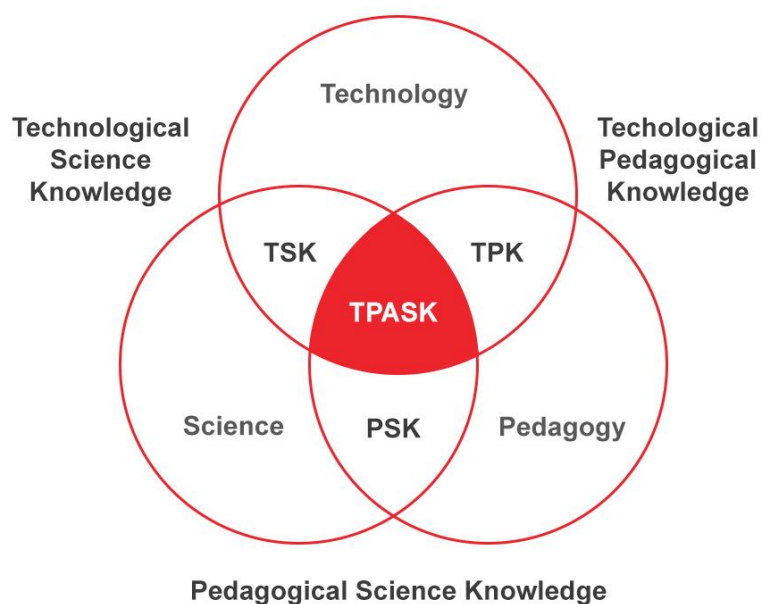 Technology
Technological
Science
Knowledge
Techological
Pedagogical
Knowledge
TSK
TPK
TPASK
Science
PSK
Pedagogy
Pedagogical Science Knowledge